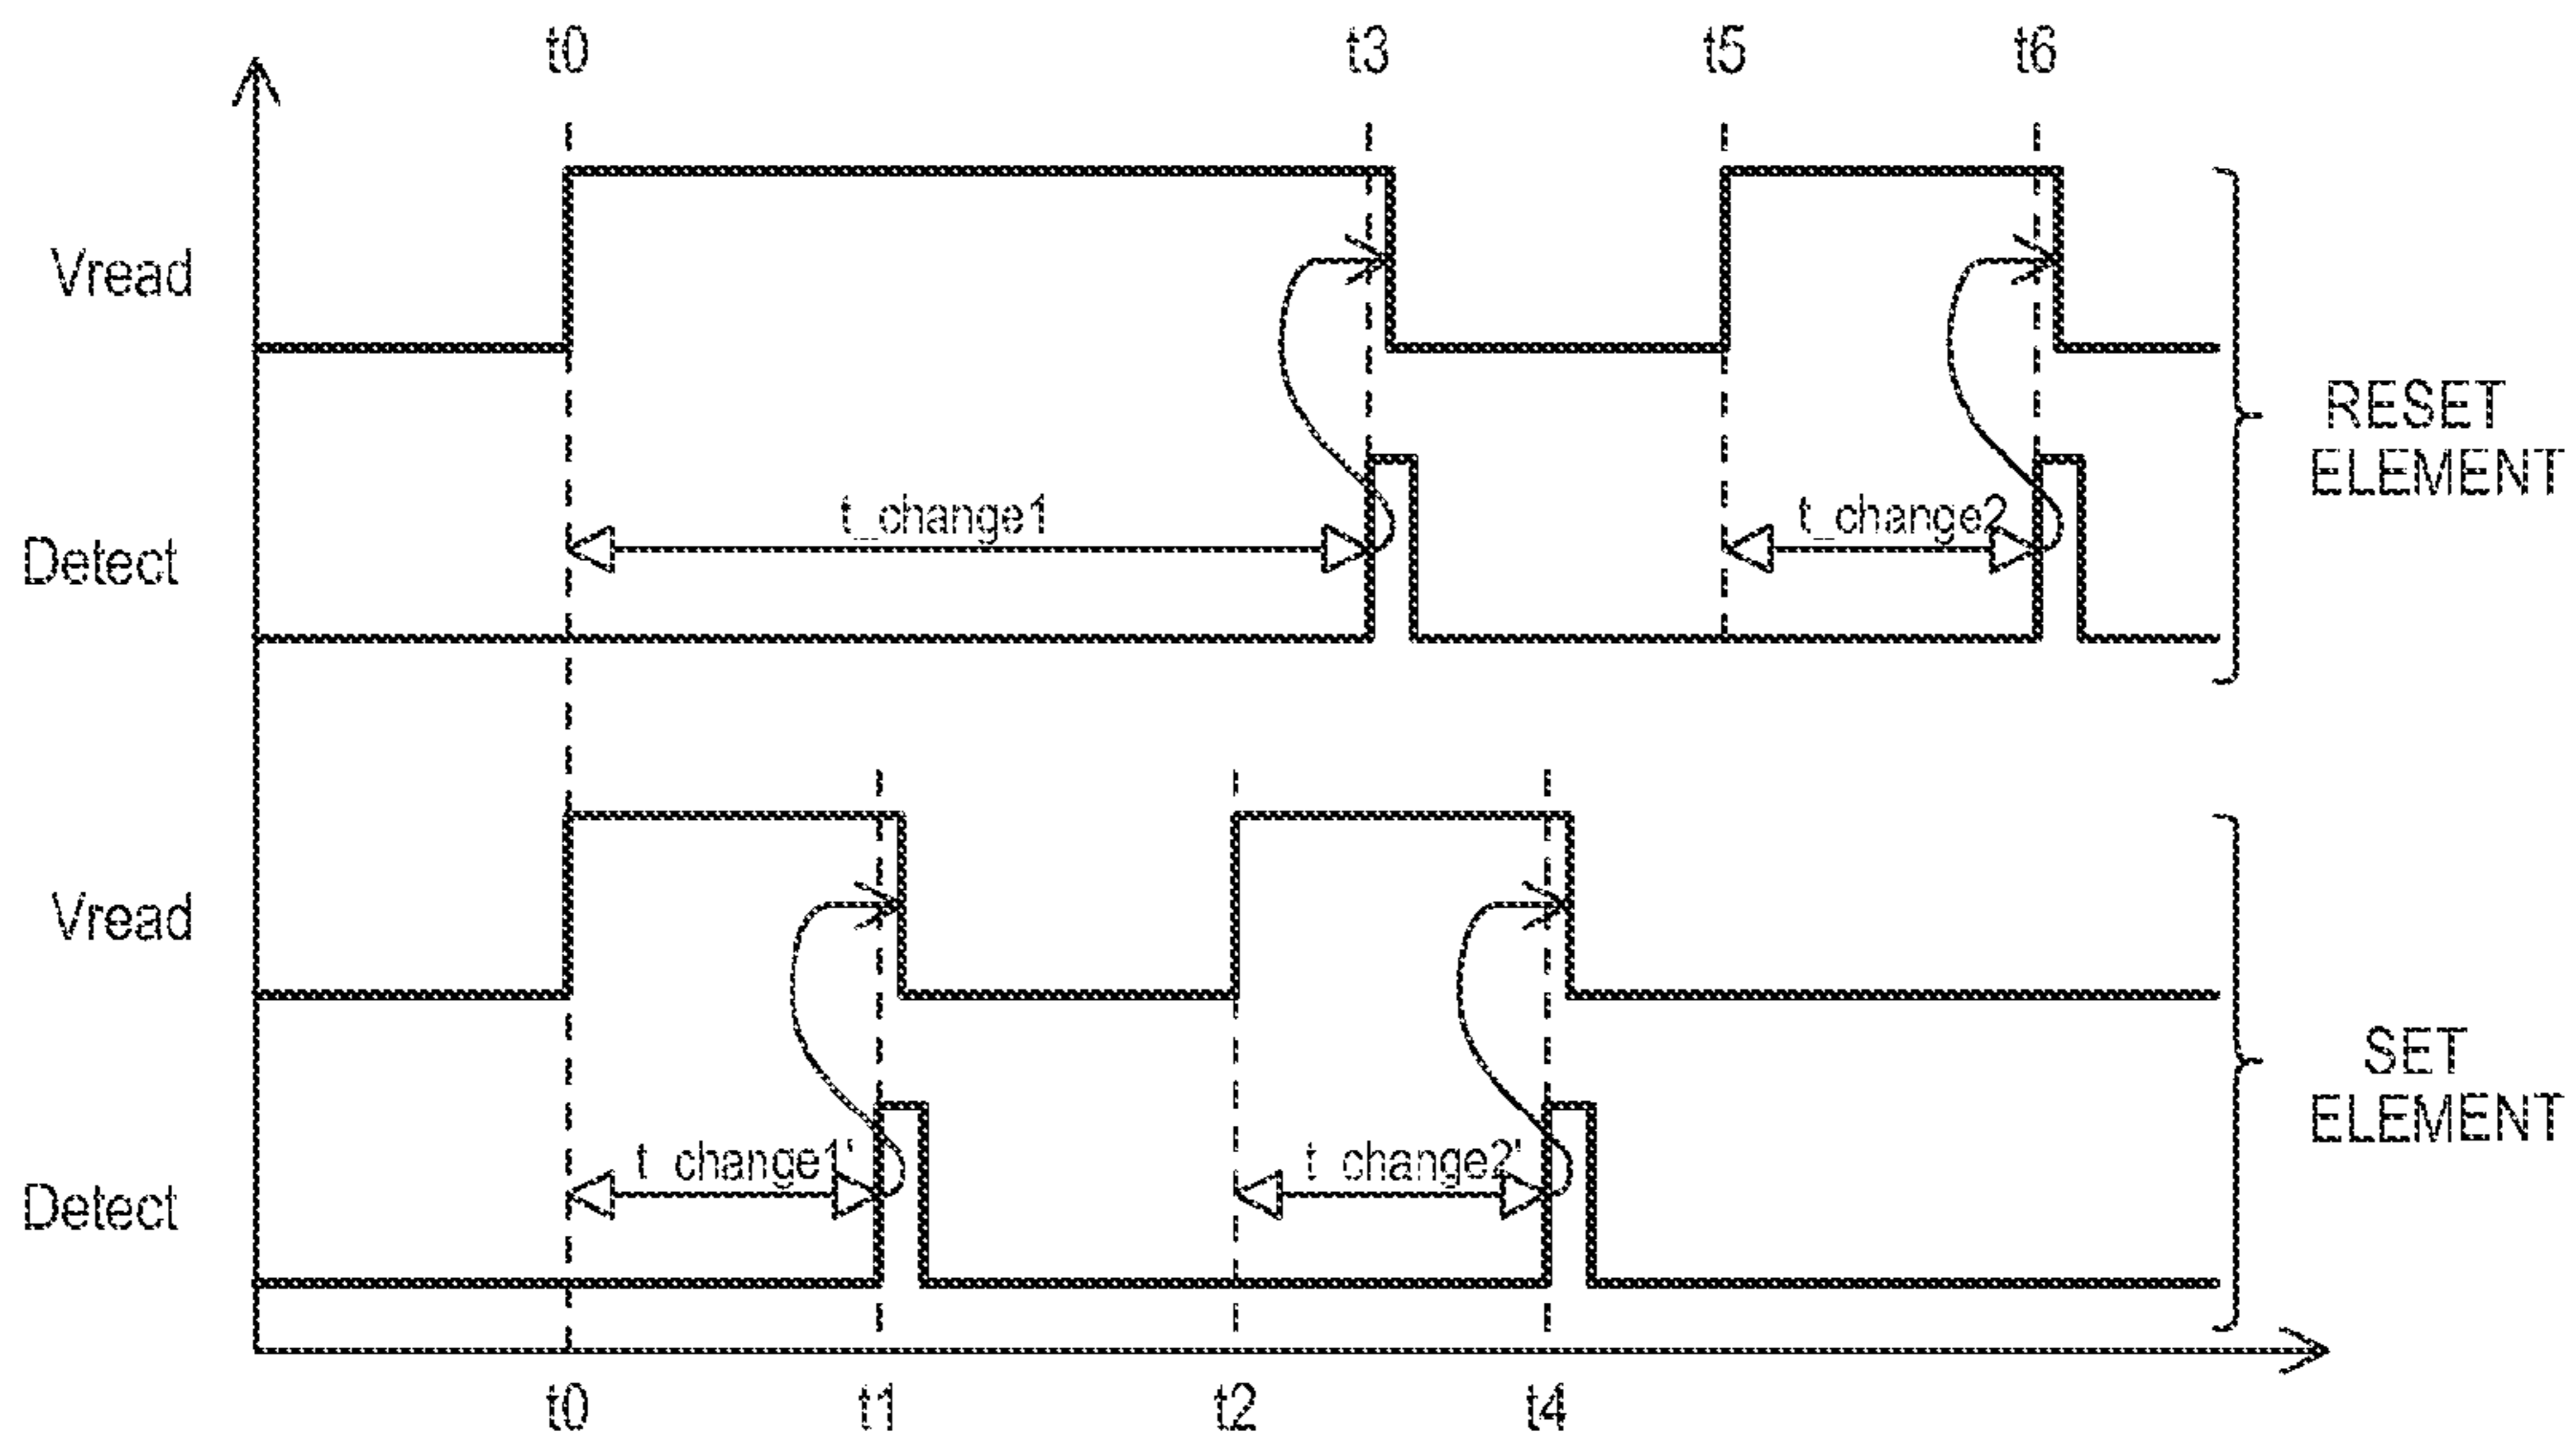 t0 t3 t5 t6
Vread
RESET
ELEMENT
t_change1 t_change2
Detect
Vread
SET
ELEMENT
t_change1' t_change2'
Detect
t0 t1 t2 t4